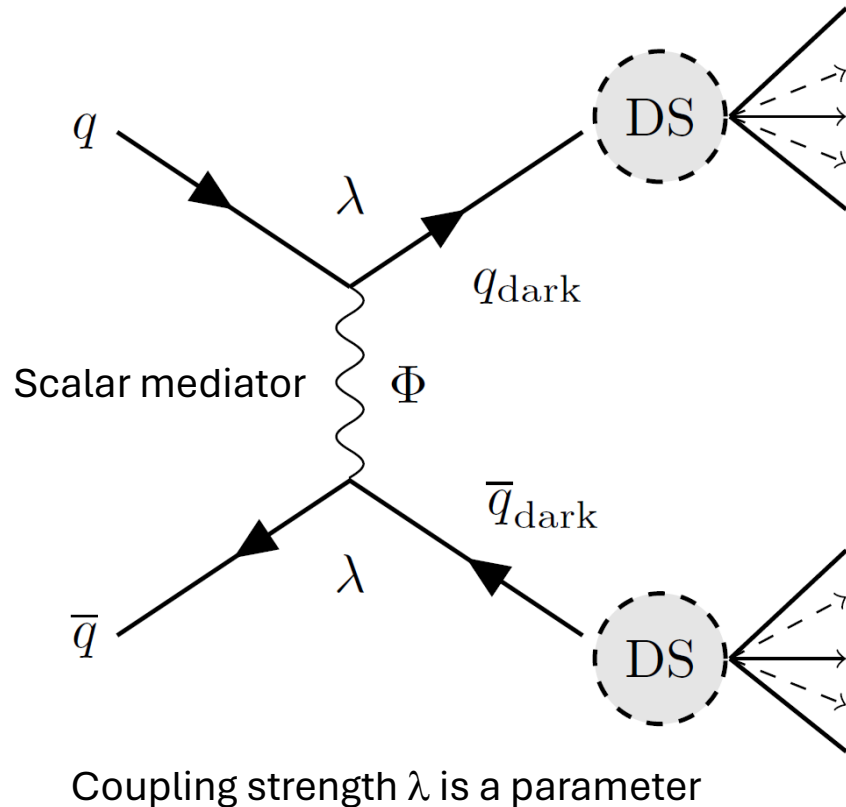 DS
q
λ
q_dark
Scalar mediator
Φ
q̅_dark
λ
q̅
DS
Coupling strength λ is a parameter